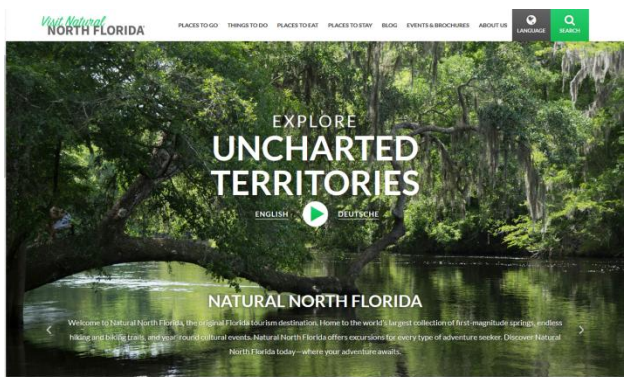 Visit Natural
NORTH FLORIDA
PLACES TO GO THINGS TO DO PLACES TO EAT PLACES TO STAY BLOG EVENTS & BROCHURES ABOUT US LANGUAGE SEARCH
EXPLORE
UNCHARTED
TERRITORIES
ENGLISH DEUTSCHE
NATURAL NORTH FLORIDA
Welcome to Natural North Florida, the original Florida tourism destination. Home to the world's largest collection of first-magnitude springs, endless
hiking and biking trails, and year-round cultural events. Natural North Florida offers excursions for every type of adventure seeker. Discover Natural
North Florida today—where your adventure awaits.